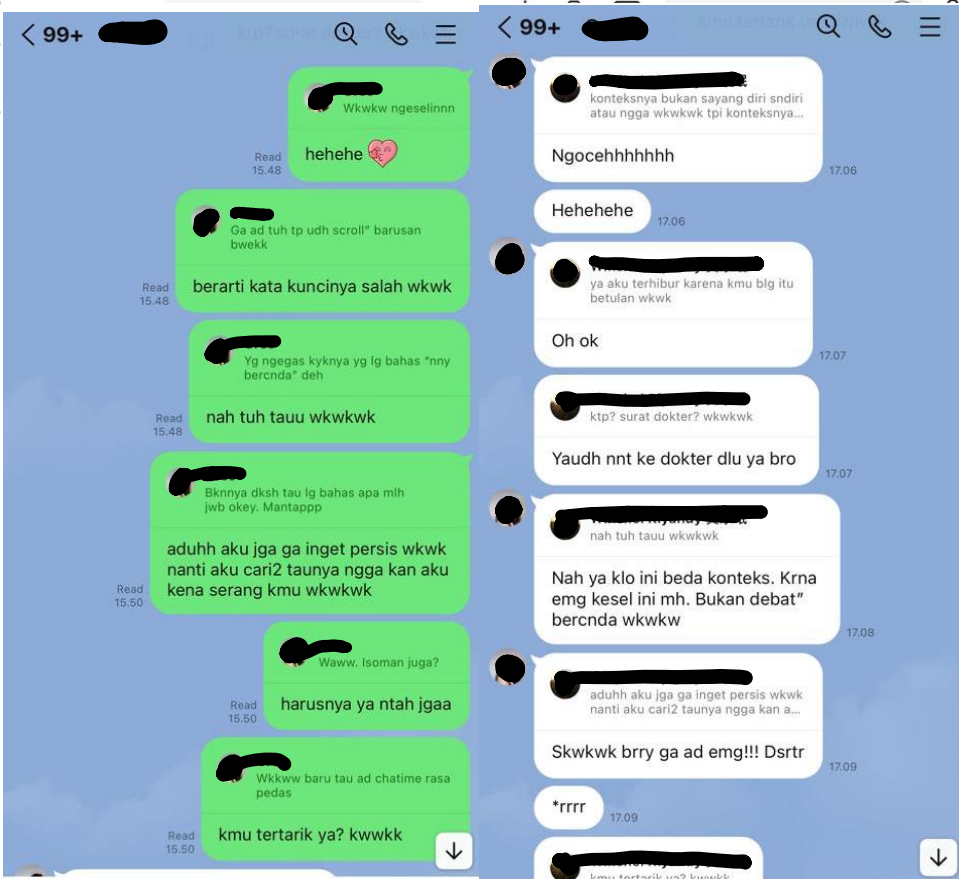 99+
Wkwkw ngeselinnn
hehehe
Read
15.48
Ga ad tuh tp udh scroll" barusan
bwekk
berarti kata kuncinya salah wkwk
Read
15.48
Yg ngegas kyknya yg lg bahas "nny
bercnda" deh
nah tuh tauu wkwkwk
Read
15.48
Bknnya dksh tau lg bahas apa mlh
jwb okey. Mantappp
aduhh aku jga ga inget persis wkwk
nanti aku cari2 taunya ngga kan aku
kena serang kmu wkwkwk
Read
15.50
Waww. Isoman juga?
harusnya ya ntah jgaa
Read
15.50
Wkkww baru tau ad chatime rasa
pedas
kmu tertarik ya? kwwkk
Read
15.50
99+
konteksnya bukan sayang diri sndiri
atau ngga wkwkwk tpi konteksnya...
Ngocehhhhhhh
17.06
Hehehehe
17.06
ya aku terhibur karena kmu blg itu
betulan wkwk
Oh ok
17.07
ktp? surat dokter? wkwkwk
Yaudh nnt ke dokter dlu ya bro
17.07
nah tuh tauu wkwkwk
Nah ya klo ini beda konteks. Krna
emg kesel ini mh. Bukan debat”
bercnda wkwkw
17.08
aduhh aku jga ga inget persis wkwk
nanti aku cari2 taunya ngga kan a...
Skwkwk brry ga ad emg!!! Dsrtr
17.09
*rrrr
17.09
kmu tertarik ya? kwwkk